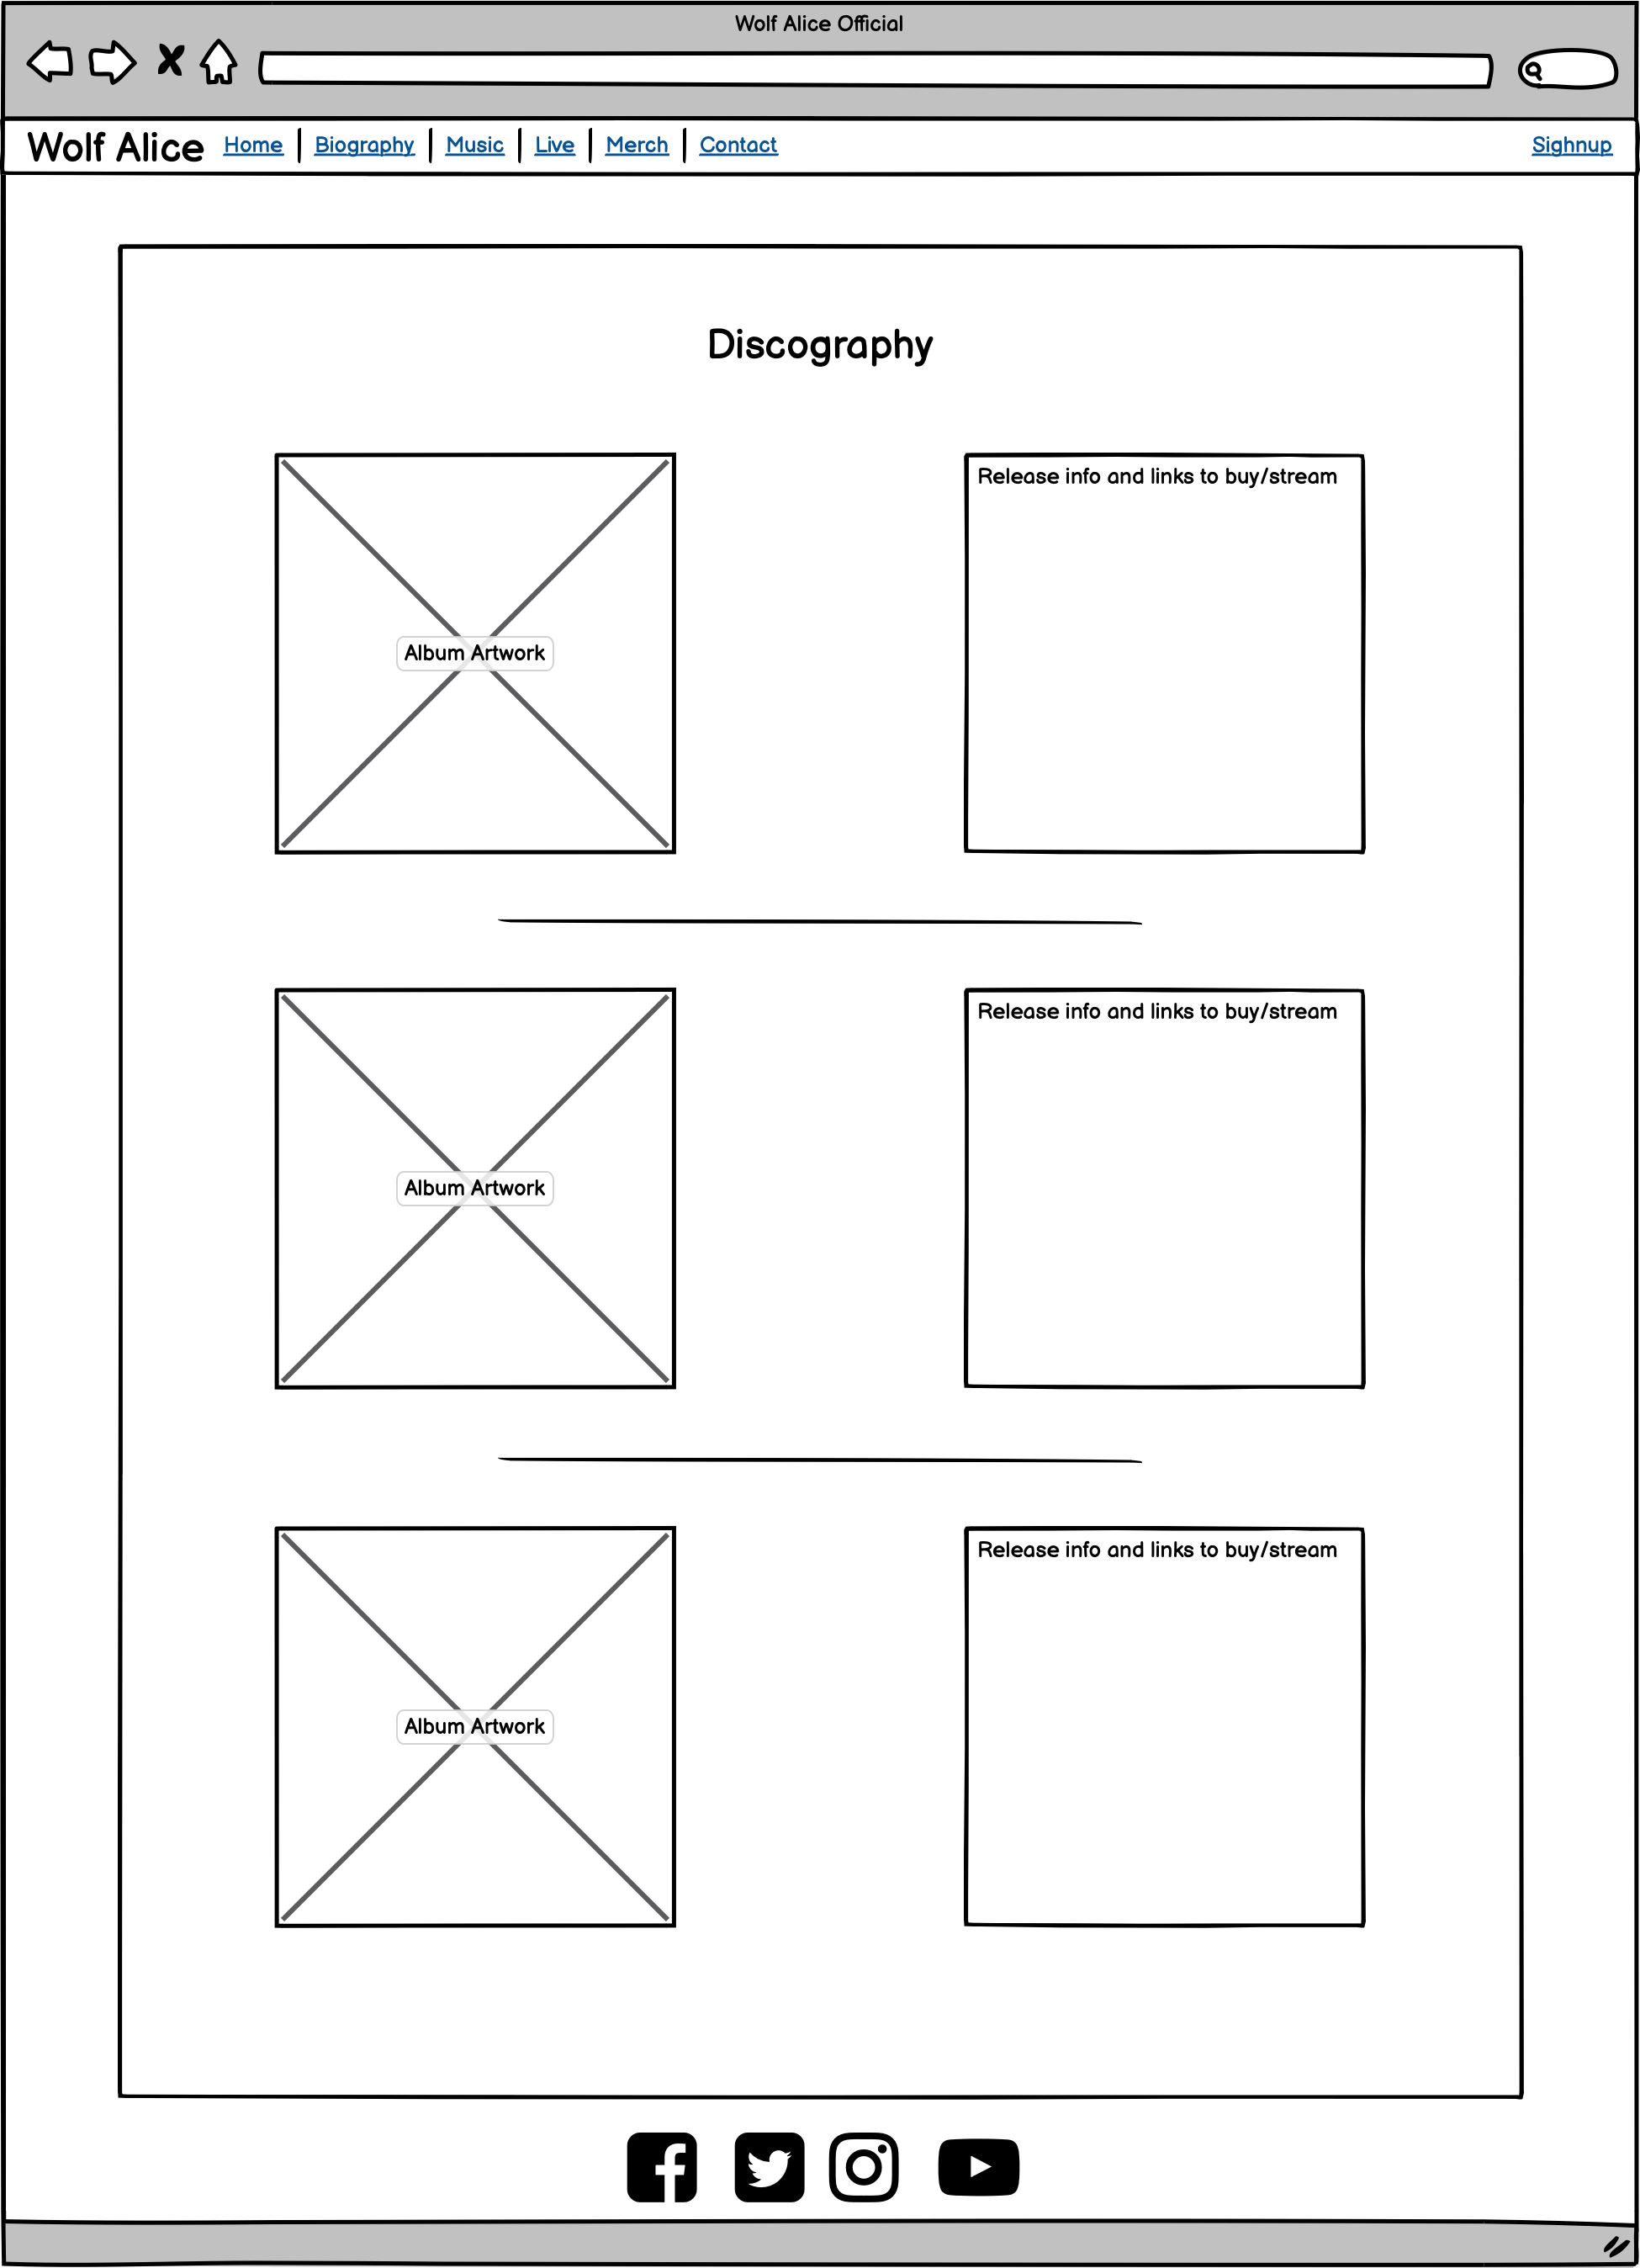 Wolf Alice Official
Wolf Alice Home Biography Music Live Merch Contact Sighnup
Discography
Release info and links to buy/stream
Album Artwork
Release info and links to buy/stream
Album Artwork
Release info and links to buy/stream
Album Artwork